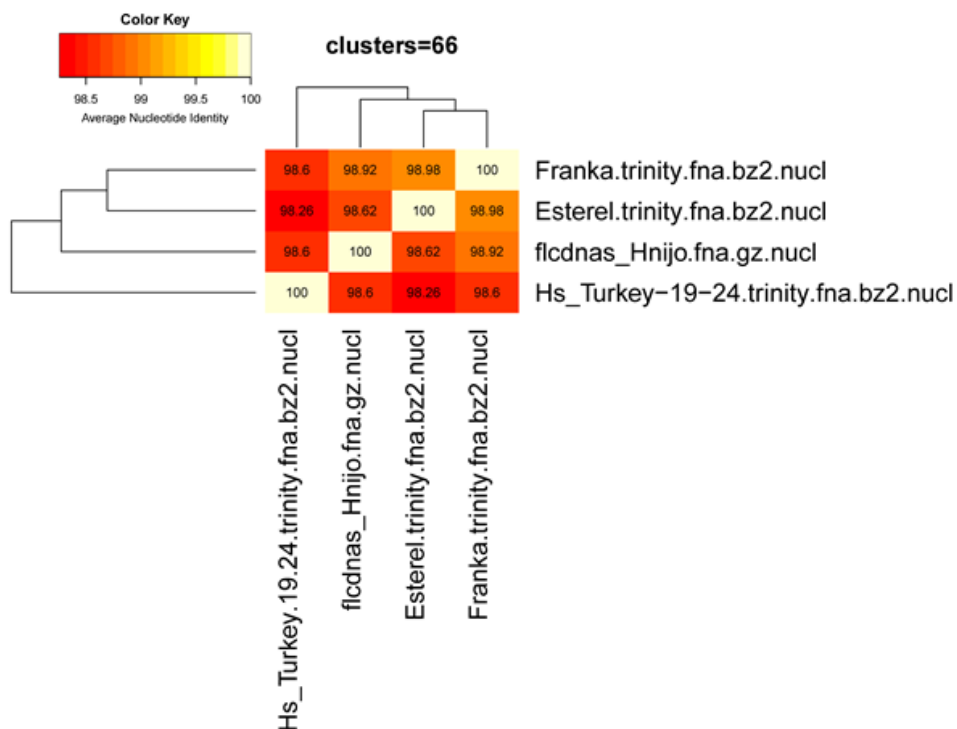 Color Key
98.5 99 99.5 100
Average Nucleotide Identity
clusters=66
98.6 98.92 98.98 100 Franka.trinity.fna.bz2.nucl
98.26 98.62 100 98.98 Esterel.trinity.fna.bz2.nucl
98.6 100 98.62 98.92 flcdnas_Hnijo.fna.gz.nucl
100 98.6 98.26 98.6 Hs_Turkey−19−24.trinity.fna.bz2.nucl
Hs_Turkey.19.24.trinity.fna.bz2.nucl
flcdnas_Hnijo.fna.gz.nucl
Esterel.trinity.fna.bz2.nucl
Franka.trinity.fna.bz2.nucl